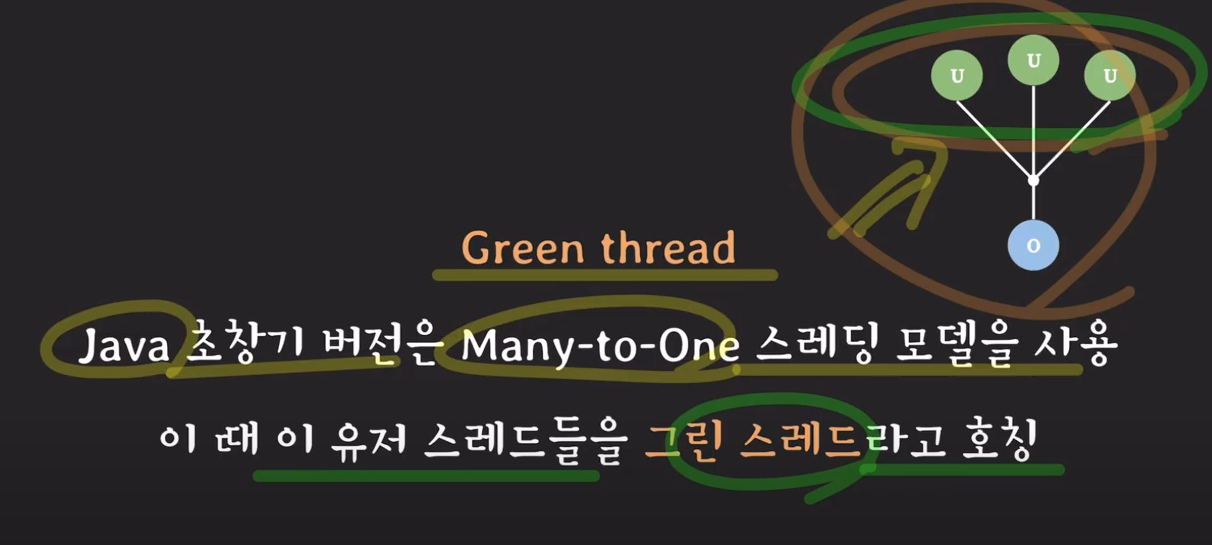 U U U
O
Green thread
Java 초창기 버전은 Many-to-One 스레딩 모델을 사용
이 때 이 유저 스레드들을 그린 스레드라고 호칭